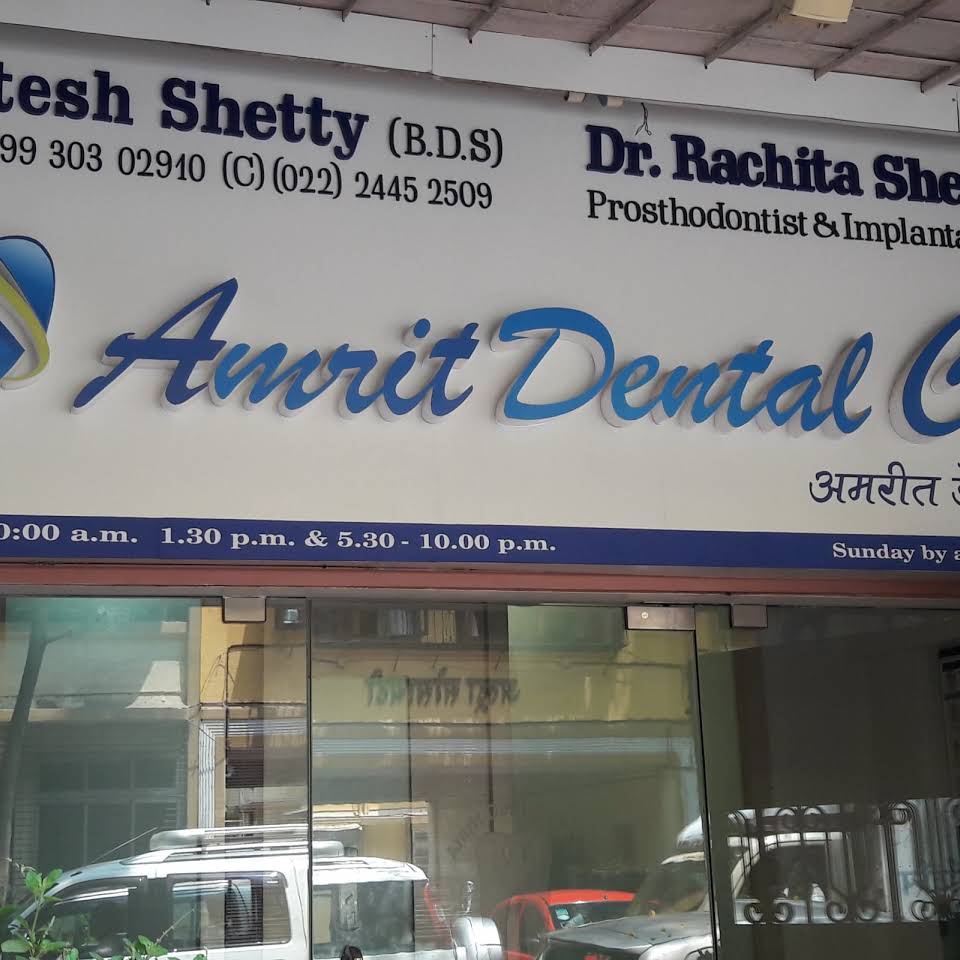 tesh Shetty (B.D.S)
99 303 02910 (C) (022) 2445 2509
Dr. Rachita She
Prosthodontist & Implanta
Amrit Dental C
अमरीत डे
0:00 a.m. 1.30 p.m. & 5.30 - 10.00 p.m.
Sunday by a